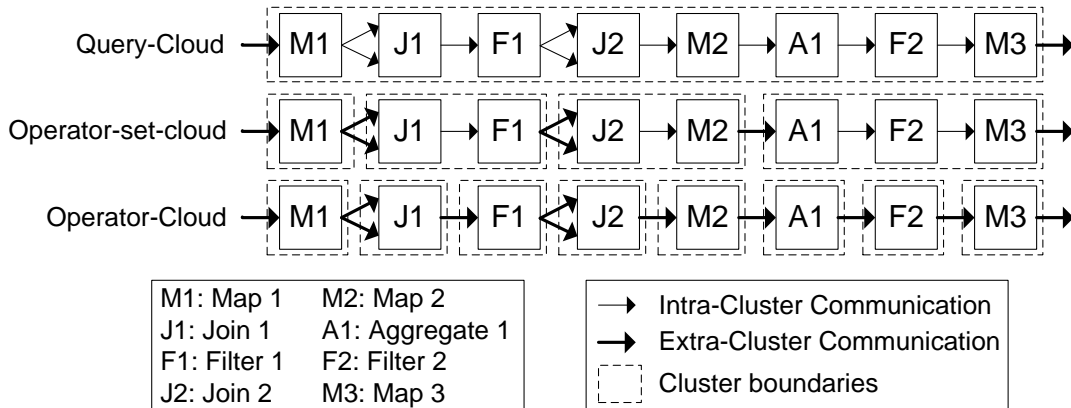 Query-Cloud M1 J1 F1 J2 M2 A1 F2 M3
Operator-set-cloud M1 J1 F1 J2 M2 A1 F2 M3
Operator-Cloud M1 J1 F1 J2 M2 A1 F2 M3
M1: Map 1 M2: Map 2
J1: Join 1 A1: Aggregate 1
F1: Filter 1 F2: Filter 2
J2: Join 2 M3: Map 3
Intra-Cluster Communication
Extra-Cluster Communication
Cluster boundaries